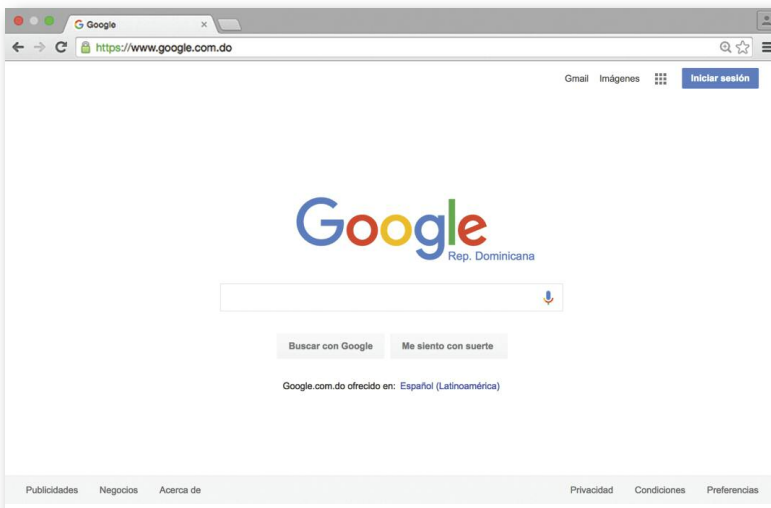 Google
https://www.google.com.do
Gmail Imágenes Iniciar sesión
Google
Rep. Dominicana
Buscar con Google Me siento con suerte
Google.com.do ofrecido en: Español (Latinoamérica)
Publicidades Negocios Acerca de Privacidad Condiciones Preferencias